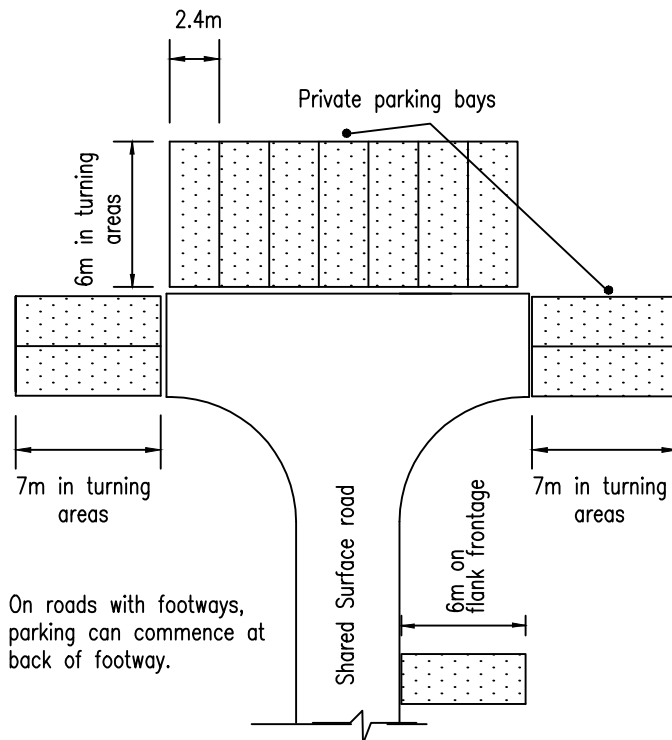 2.4m
Private parking bays
6m in turning
areas
7m in turning
areas
7m in turning
areas
Shared Surface road
6m on
flank frontage
On roads with footways,
parking can commence at
back of footway.